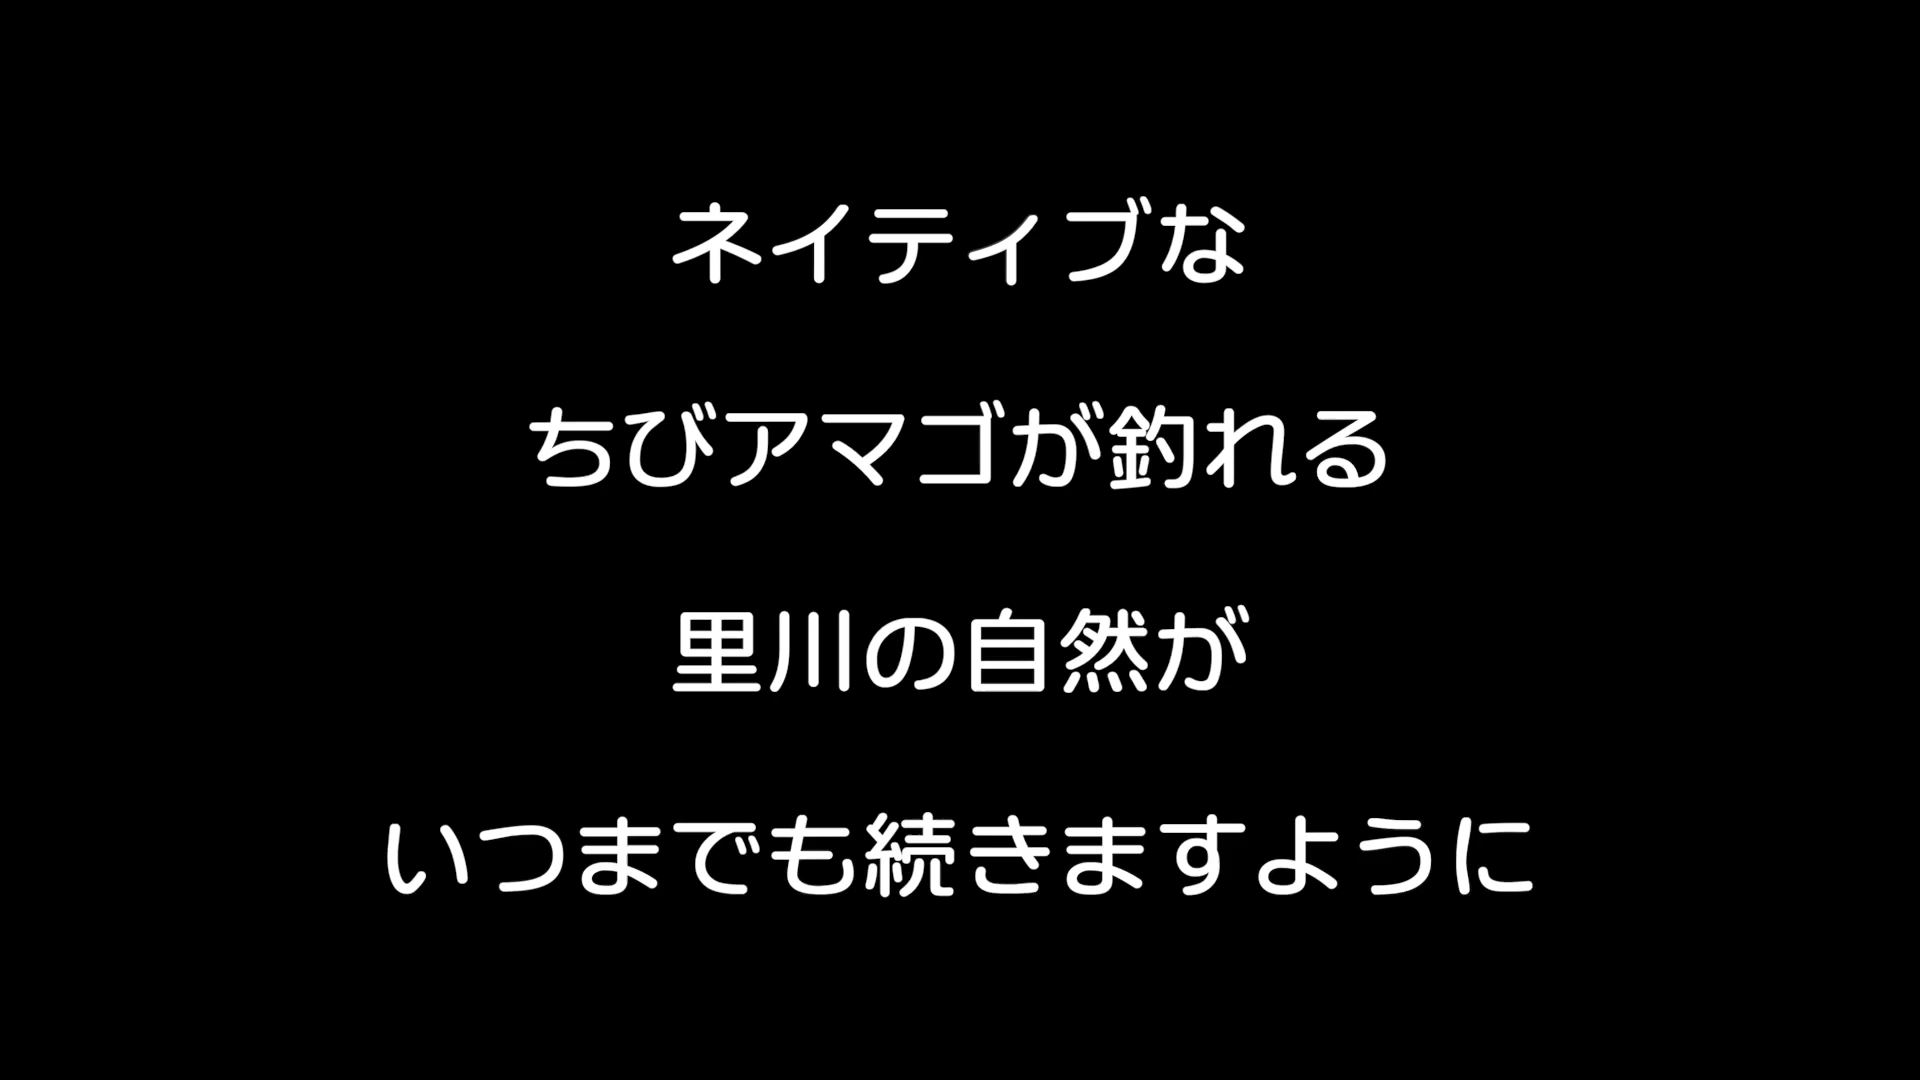 ネイティブな
ちびアマゴが釣れる
里川の自然が
いつまでも続きますように